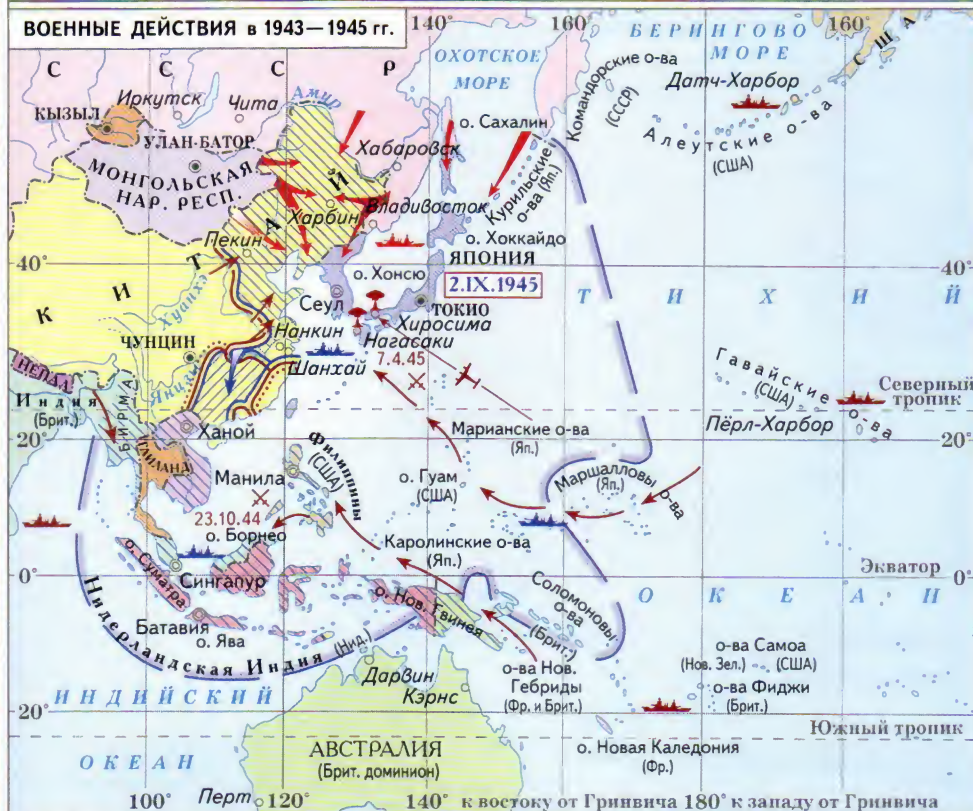 ВОЕННЫЕ ДЕЙСТВИЯ в 1943—1945 гг.
140°
160°
160°
С С С Р
США
ОХОТСКОЕ
МОРЕ
БЕРИНГОВО
МОРЕ
Командорские о-ва
(СССР)
Датч-Харбор
Алеутские о-ва
(США)
Иркутск
Чита
Амур
КЫЗЫЛ
о. Сахалин
Хабаровск
УЛАН-БАТОР
МОНГОЛЬСКАЯ
НАР. РЕСП.
Курильские
о-ва (Яп.)
Харбин
Владивосток
о. Хоккайдо
Пекин
КИТАЙ
ЯПОНИЯ
40°
40°
о. Хонсю
2.IX.1945
ТИХИЙ
Хуанхэ
Сеул
ТОКИО
Хиросима
Нагасаки
Нанкин
ЧУНЦИН
Шанхай
7.4.45
Янцзы
НЕПАЛ
Индия
(Брит.)
БИРМА
Гавайские о-ва
(США)
Северный
тропик
Пёрл-Харбор
20°
20°
Ханой
Марианские о-ва
(Яп.)
ТАИЛАНД
Филиппины
(США)
Манила
о. Гуам
(США)
Маршалловы о-ва
(Яп.)
23.10.44
о. Борнео
Каролинские о-ва
(Яп.)
Экватор
0°
0°
Сингапур
о. Суматра
о. Нов. Гвинея
Соломоновы
о-ва
(Брит.)
ОКЕАН
Батавия
о. Ява
Нидерландская Индия (Нид.)
о-ва Самоа
(Нов. Зел.)
(США)
о-ва Нов.
Гебриды
(Фр. и Брит.)
о-ва Фиджи
(Брит.)
Дарвин
Кэрнс
ИНДИЙСКИЙ
20°
Южный тропик
АВСТРАЛИЯ
(Брит. доминион)
о. Новая Каледония
(Фр.)
ОКЕАН
Перт
100°
120°
140°
к востоку от Гринвича
180°
к западу от Гринвича